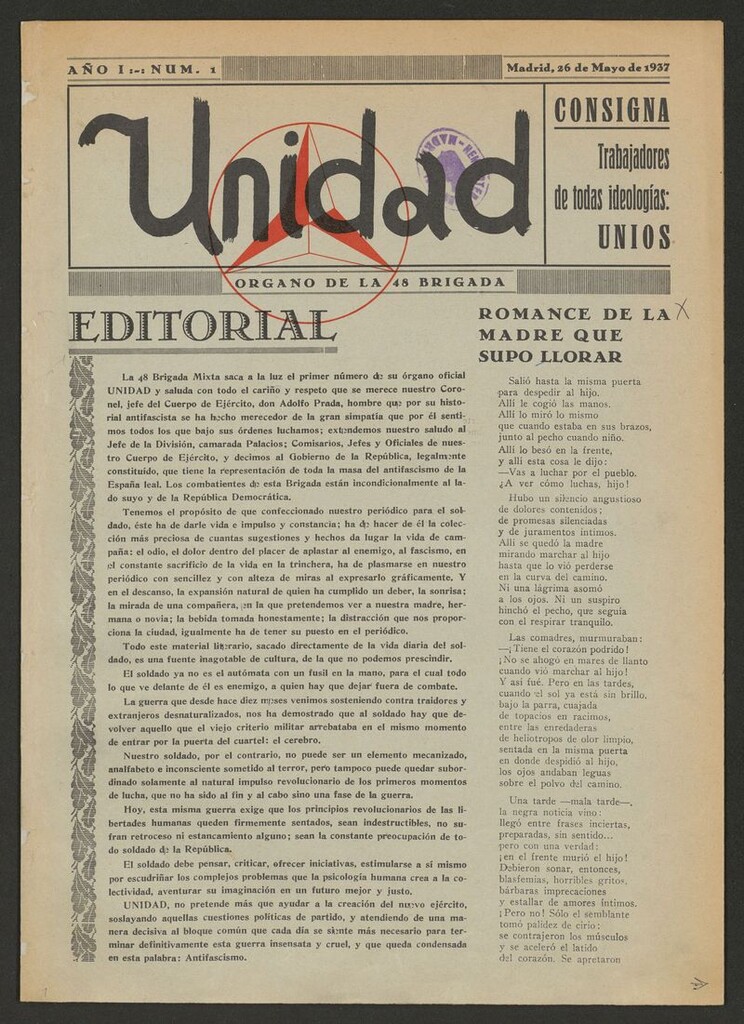 AÑO I :-: NUM. 1
Madrid, 26 de Mayo de 1937
Unidad
ORGANO DE LA 48 BRIGADA
CONSIGNA
Trabajadores
de todas ideologías:
UNIOS
EDITORIAL
La 48 Brigada Mixta saca a la luz el primer número de su órgano oficial
UNIDAD y saluda con todo el cariño y respeto que se merece nuestro Coro-
nel, jefe del Cuerpo de Ejército, don Adolfo Prada, hombre que por su histo-
rial antifascista se ha hecho merecedor de la gran simpatía que por él senti-
mos todos los que bajo sus órdenes luchamos; extendemos nuestro saludo al
Jefe de la División, camarada Palacios; Comisarios, Jefes y Oficiales de nues-
tro Cuerpo de Ejército, y decimos al Gobierno de la República, legalmente
constituído, que tiene la representación de toda la masa del antifascismo de la
España leal. Los combatientes de esta Brigada están incondicionalmente al la-
do suyo y de la República Democrática.
Tenemos el propósito de que confeccionado nuestro periódico para el sol-
dado, éste ha de darle vida e impulso y constancia; ha de hacer de él la colec-
ción más preciosa de cuantas sugestiones y hechos da lugar la vida de cam-
paña: el odio, el dolor dentro del placer de aplastar al enemigo, al fascismo, en
el constante sacrificio de la vida en la trinchera, ha de plasmarse en nuestro
periódico con sencillez y con alteza de miras al expresarlo gráficamente. Y
en el descanso, la expansión natural de quien ha cumplido un deber, la sonrisa;
la mirada de una compañera, en la que pretendemos ver a nuestra madre, her-
mana o novia; la bebida tomada honestamente; la distracción que nos propor-
ciona la ciudad, igualmente ha de tener su puesto en el periódico.
Todo este material literario, sacado directamente de la vida diaria del sol-
dado, es una fuente inagotable de cultura, de la que no podemos prescindir.
El soldado ya no es el autómata con un fusil en la mano, para el cual todo
lo que ve delante de él es enemigo, a quien hay que dejar fuera de combate.
La guerra que desde hace diez meses venimos sosteniendo contra traidores y
extranjeros desnaturalizados, nos ha demostrado que al soldado hay que de-
volver aquello que el viejo criterio militar arrebataba en el mismo momento
de entrar por la puerta del cuartel: el cerebro.
Nuestro soldado, por el contrario, no puede ser un elemento mecanizado,
analfabeto e inconsciente sometido al terror, pero tampoco puede quedar subor-
dinado solamente al natural impulso revolucionario de los primeros momentos
de lucha, que no ha sido al fin y al cabo sino una fase de la guerra.
Hoy, esta misma guerra exige que los principios revolucionarios de las li-
bertades humanas queden firmemente sentados, sean indestructibles, no su-
fran retroceso ni estancamiento alguno; sean la constante preocupación de to-
do soldado de la República.
El soldado debe pensar, criticar, ofrecer iniciativas, estimularse a sí mismo
por escudriñar los complejos problemas que la psicología humana crea a la co-
lectividad, aventurar su imaginación en un futuro mejor y justo.
UNIDAD, no pretende más que ayudar a la creación del nuevo ejército,
soslayando aquellas cuestiones políticas de partido, y atendiendo de una ma-
nera decisiva al bloque común que cada día se siente más necesario para ter-
minar definitivamente esta guerra insensata y cruel, y que queda condensada
en esta palabra: Antifascismo.
ROMANCE DE LA X
MADRE QUE
SUPO LLORAR
Salió hasta la misma puerta
para despedir al hijo.
Allí le cogió las manos.
Allí lo miró lo mismo
que cuando estaba en sus brazos,
junto al pecho cuando niño.
Allí lo besó en la frente,
y allí esta cosa le dijo:
—Vas a luchar por el pueblo.
¿A ver cómo luchas, hijo!
Hubo un silencio angustioso
de dolores contenidos;
de promesas silenciadas
y de juramentos íntimos.
Allí se quedó la madre
mirando marchar al hijo
hasta que lo vió perderse
en la curva del camino.
Ni una lágrima asomó
a los ojos. Ni un suspiro
hinchó el pecho, que seguía
con el respirar tranquilo.
Las comadres, murmuraban:
—¡Tiene el corazón podrido!
¡No se ahogó en mares de llanto
cuando vió marchar al hijo!
Y así fué. Pero en las tardes,
cuando el sol ya está sin brillo,
bajo la parra, cuajada
de topacios en racimos,
entre las enredaderas
de heliotropos de olor limpio,
sentada en la misma puerta
en donde despidió al hijo,
los ojos andaban leguas
sobre el polvo del camino.
Una tarde —mala tarde—,
la negra noticia vino:
llegó entre frases inciertas,
preparadas, sin sentido...
pero con una verdad:
¡en el frente murió el hijo!
Debieron sonar, entonces,
blasfemias, horribles gritos,
bárbaras imprecaciones
y estallar de amores íntimos.
¡Pero no! Sólo el semblante
tomó palidez de cirio:
se contrajeron los músculos
y se aceleró el latido
del corazón. Se apretaron